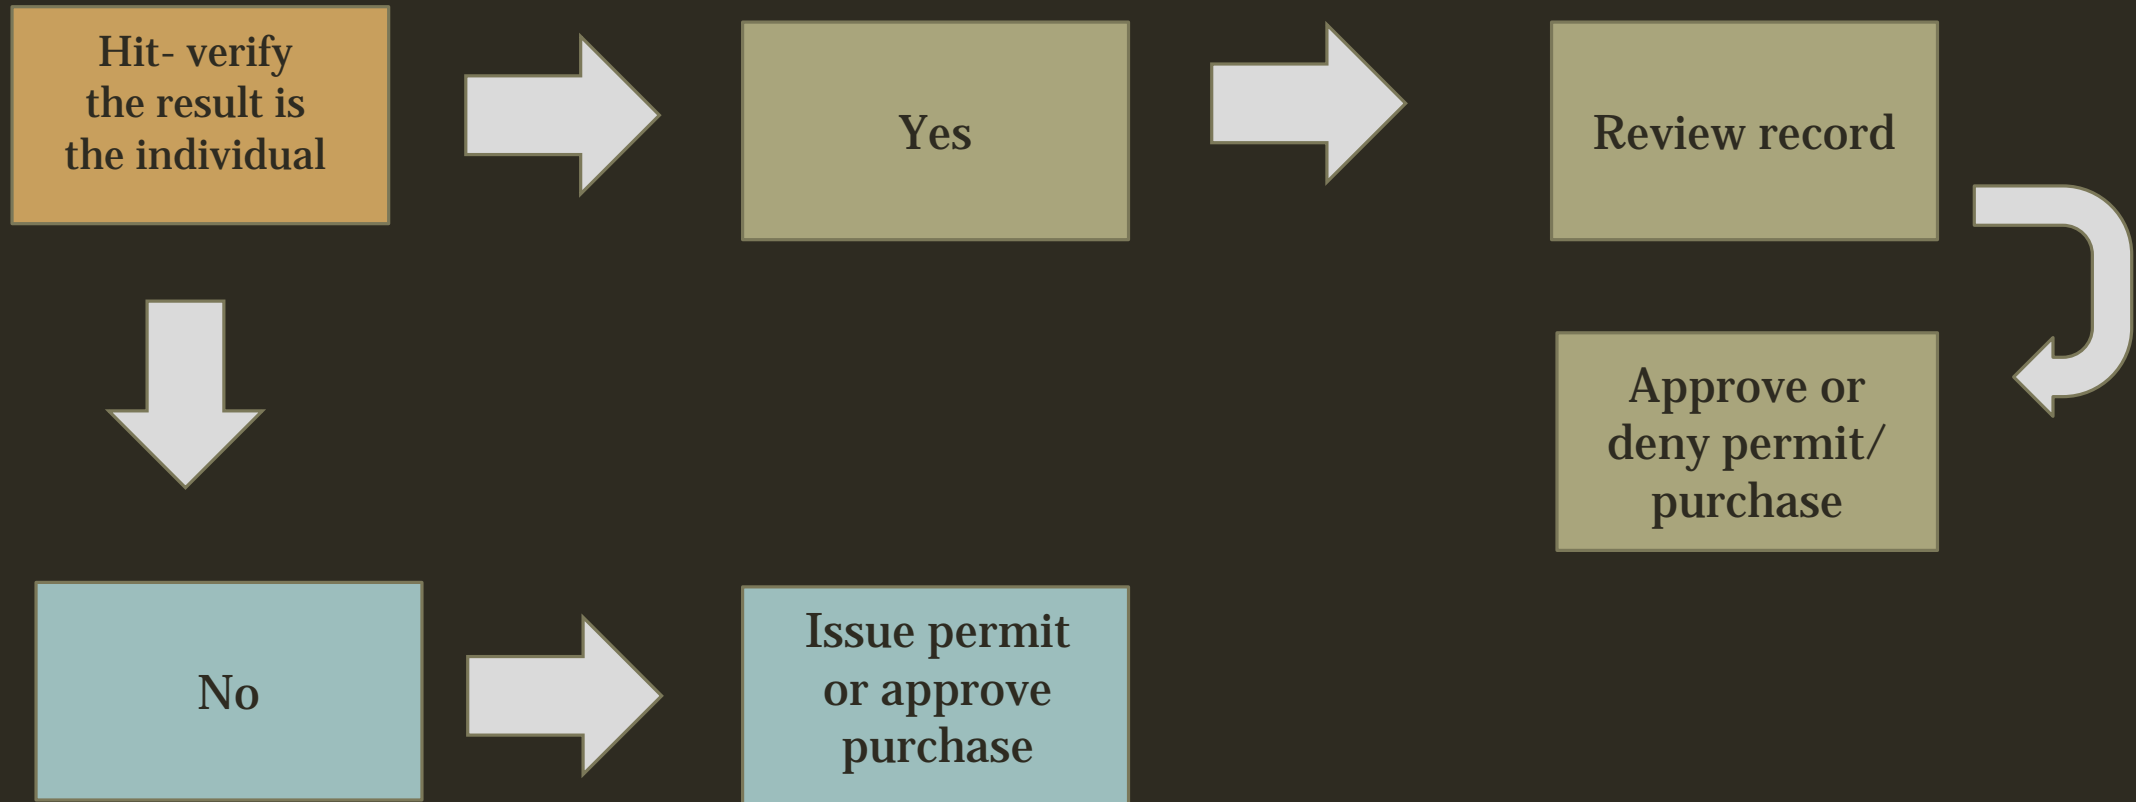 Hit- verify
the result is
the individual
Yes
Review record
Approve or
deny permit/
purchase
No
Issue permit
or approve
purchase